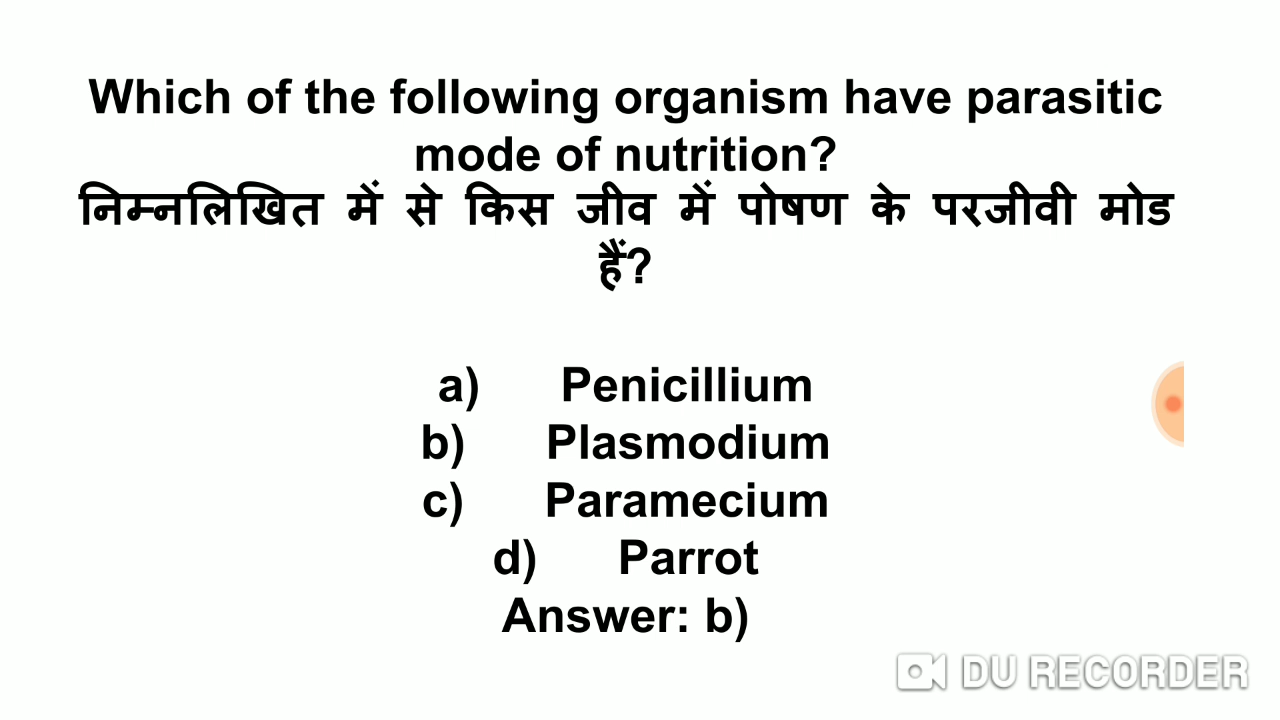 Which of the following organism have parasitic
mode of nutrition?
निम्नलिखित में से किस जीव में पोषण के परजीवी मोड
हैं?
a) Penicillium
b) Plasmodium
c) Paramecium
d) Parrot
Answer: b)
DU RECORDER